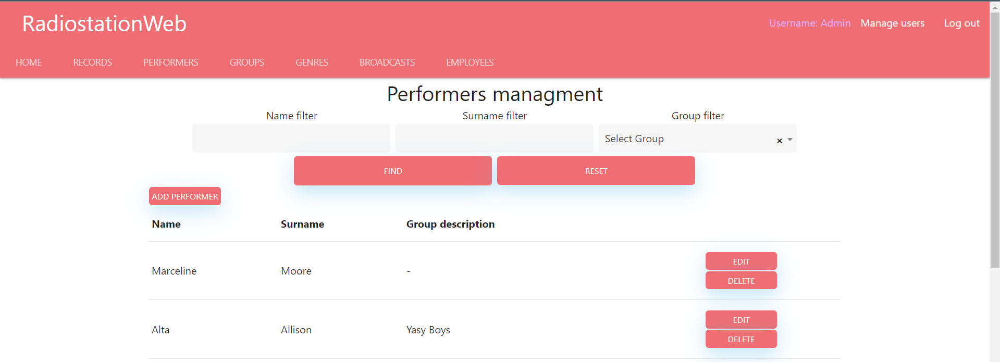 RadiostationWeb
Username: Admin Manage users Log out
HOME RECORDS PERFORMERS GROUPS GENRES BROADCASTS EMPLOYEES
Performers managment
Name filter Surname filter Group filter
Select Group × 
FIND RESET
ADD PERFORMER
Name Surname Group description
Marceline Moore - EDIT
DELETE
Alta Allison Yasy Boys EDIT
DELETE